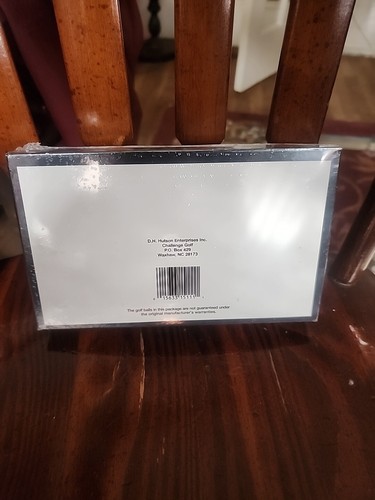 D.H. Hutson Enterprises Inc.
Challenge Golf
P.O. Box 429
Waxhaw, NC 28173
The golf balls in this package are not guaranteed under
the original manufacturer's warranties.